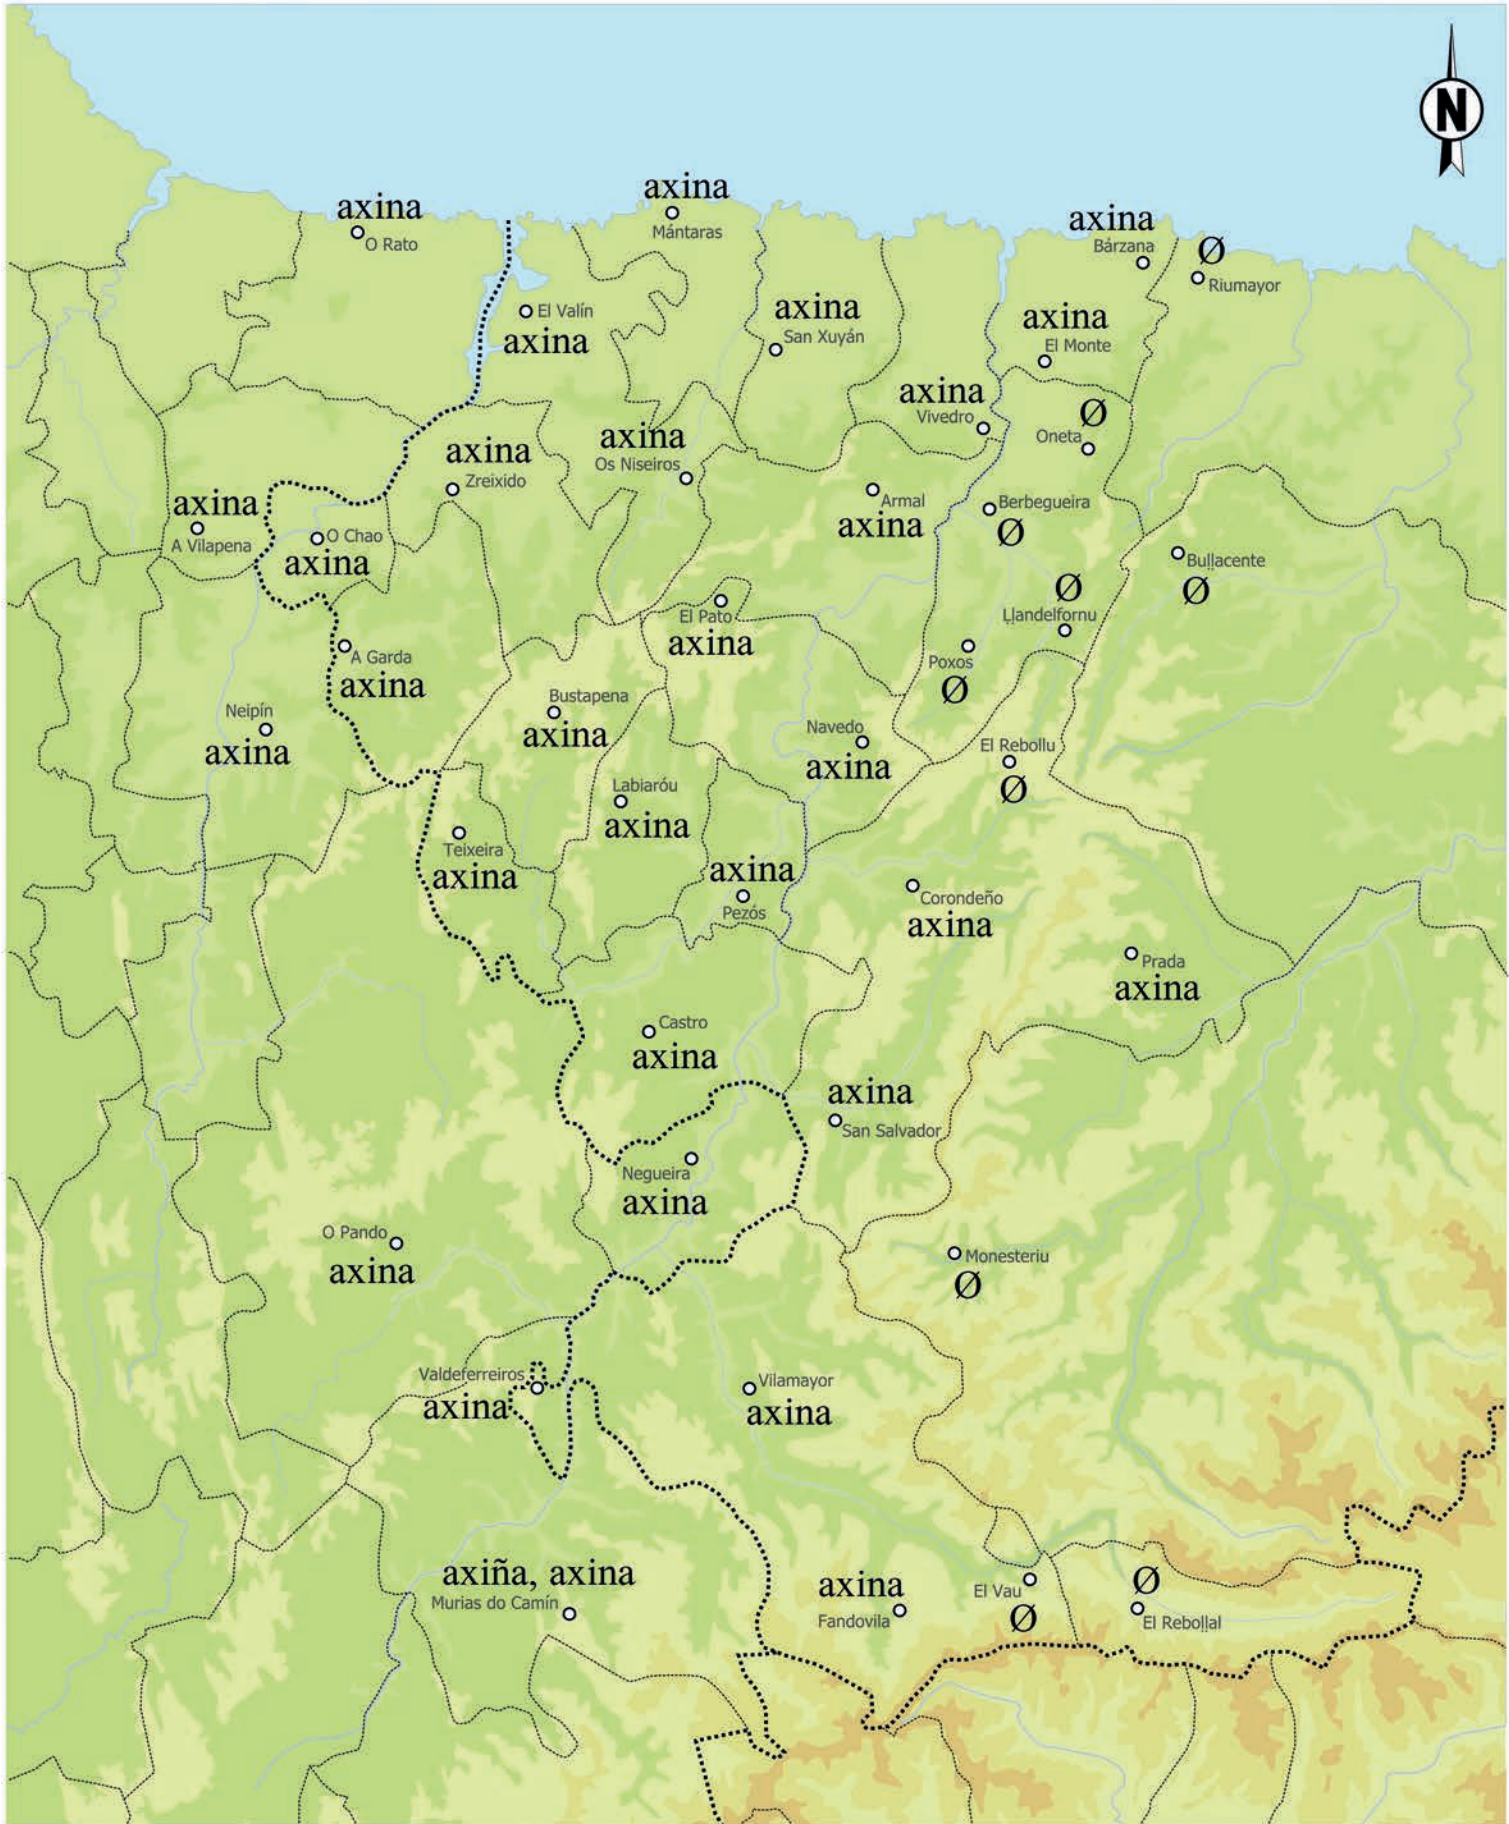 N
axina
O Rato
axina
Mántaras
axina
Bárzana
Ø
Riumayor
El Valín
axina
axina
San Xuyán
axina
El Monte
axina
Vivedro
Ø
Oneta
axina
Zreixido
axina
Os Niseiros
Armal
axina
Berbegueira
Ø
axina
A Vilapena
O Chao
axina
Buḷḷacente
Ø
El Pato
axina
Ø
Ḷḷandelfornu
A Garda
axina
Poxos
Ø
Neipín
axina
Bustapena
axina
Navedo
axina
El Rebollu
Ø
Labiaróu
axina
Teixeira
axina
axina
Pezós
Corondeño
axina
Prada
axina
Castro
axina
axina
San Salvador
Negueira
axina
O Pando
axina
Monesteriu
Ø
Valdeferreiros
axina
Vilamayor
axina
axiña, axina
Murias do Camín
axina
Fandovila
El Vau
Ø
Ø
El Reboḷḷal